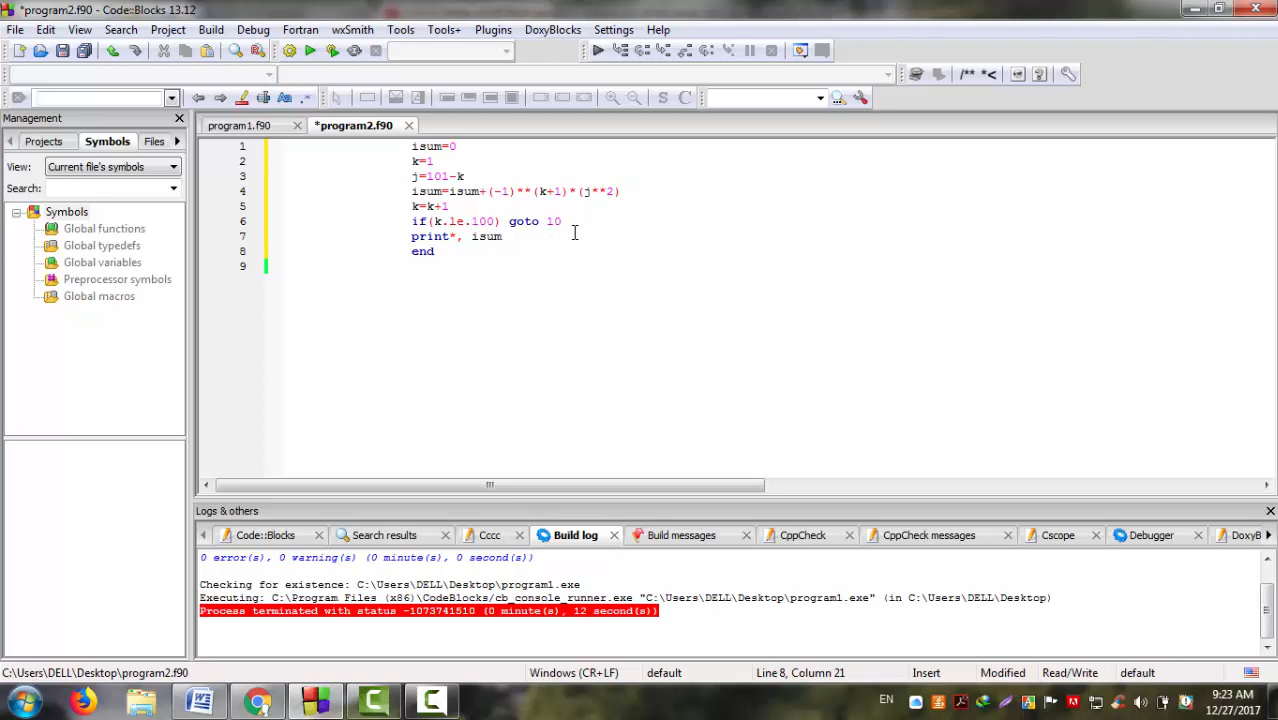 *program2.f90 - Code::Blocks 13.12
File Edit View Search Project Build Debug Fortran wxSmith Tools Tools+ Plugins DoxyBlocks Settings Help
/** *<
Aa .*
S C
Management
Projects Symbols Files
View: Current file's symbols
Search:
Symbols
Global functions
Global typedefs
Global variables
Preprocessor symbols
Global macros
program1.f90 *program2.f90
1 isum=0
2 k=1
3 j=101-k
4 isum=isum+(-1)**(k+1)*(j**2)
5 k=k+1
6 if(k.le.100) goto 10
7 print*, isum
8 end
9
Logs & others
Code::Blocks Search results Cccc Build log Build messages CppCheck CppCheck messages Cscope Debugger DoxyB
0 error(s), 0 warning(s) (0 minute(s), 0 second(s))
Checking for existence: C:\Users\DELL\Desktop\program1.exe
Executing: C:\Program Files (x86)\CodeBlocks/cb_console_runner.exe "C:\Users\DELL\Desktop\program1.exe" (in C:\Users\DELL\Desktop)
Process terminated with status -1073741510 (0 minute(s), 12 second(s))
C:\Users\DELL\Desktop\program2.f90 Windows (CR+LF) default Line 8, Column 21 Insert Modified Read/Write default
EN
9:23 AM
12/27/2017